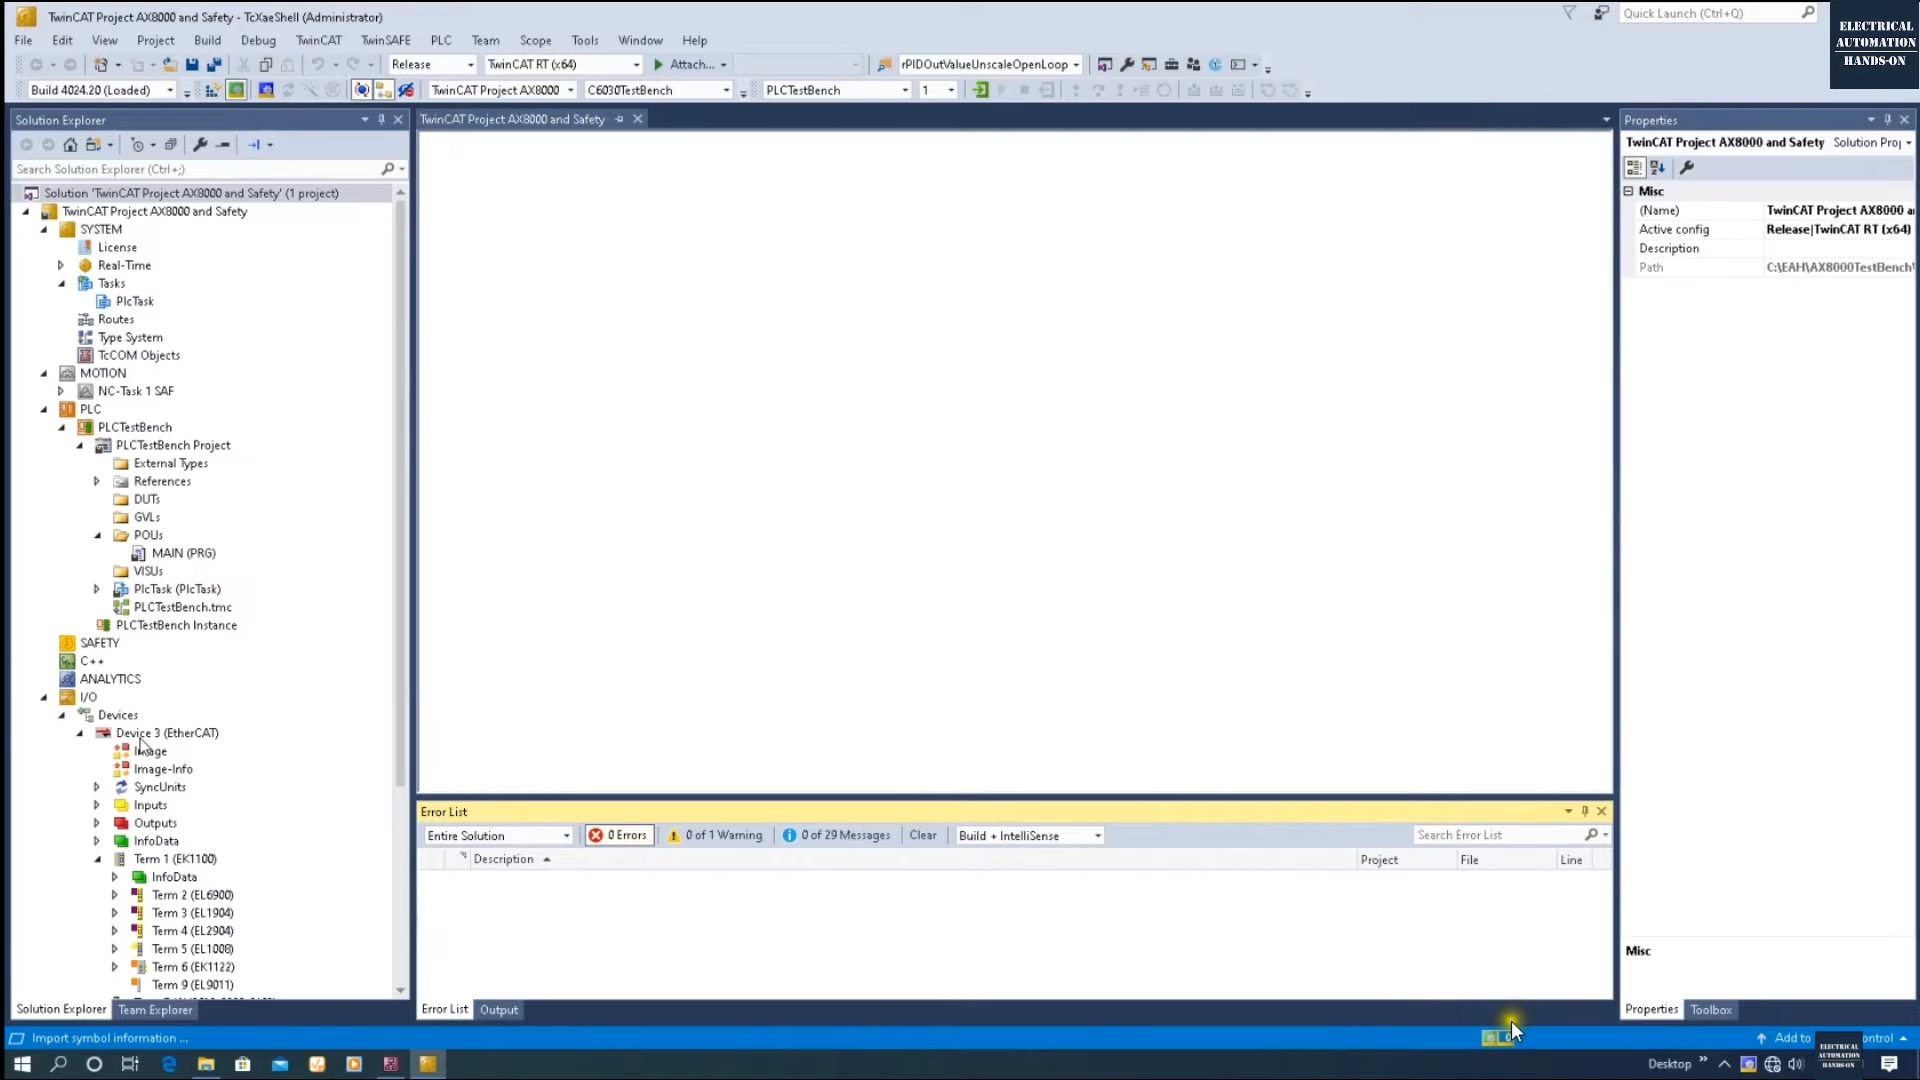 TwinCAT Project AX8000 and Safety - TcXaeShell (Administrator)
Quick Launch (Ctrl+Q)
ELECTRICAL
AUTOMATION
HANDS-ON
File Edit View Project Build Debug TwinCAT TwinSAFE PLC Team Scope Tools Window Help
Release TwinCAT RT (x64) Attach... rPIDOutValueUnscaleOpenLoop
Build 4024.20 (Loaded) TwinCAT Project AX8000 C6030TestBench PLCTestBench 1
Solution Explorer
Search Solution Explorer (Ctrl+;)
Solution 'TwinCAT Project AX8000 and Safety' (1 project)
TwinCAT Project AX8000 and Safety
SYSTEM
License
Real-Time
Tasks
PlcTask
Routes
Type System
TcCOM Objects
MOTION
NC-Task 1 SAF
PLC
PLCTestBench
PLCTestBench Project
External Types
References
DUTs
GVLs
POUs
MAIN (PRG)
VISUs
PlcTask (PlcTask)
PLCTestBench.tmc
PLCTestBench Instance
SAFETY
C++
ANALYTICS
I/O
Devices
Device 3 (EtherCAT)
Image
Image-Info
SyncUnits
Inputs
Outputs
InfoData
Term 1 (EK1100)
InfoData
Term 2 (EL6900)
Term 3 (EL1904)
Term 4 (EL2904)
Term 5 (EL1008)
Term 6 (EK1122)
Term 9 (EL9011)
Solution Explorer Team Explorer
TwinCAT Project AX8000 and Safety
Error List
Entire Solution 0 Errors 0 of 1 Warning 0 of 29 Messages Clear Build + IntelliSense Search Error List
Description Project File Line
Error List Output
Properties
TwinCAT Project AX8000 and Safety Solution Proj
Misc
(Name) TwinCAT Project AX8000 a
Active config Release|TwinCAT RT (x64)
Description
Path C:\EAH\AX8000TestBench\
Misc
Properties Toolbox
Import symbol information ...
Add to ontrol
Desktop
ELECTRICAL
AUTOMATION
HANDS-ON